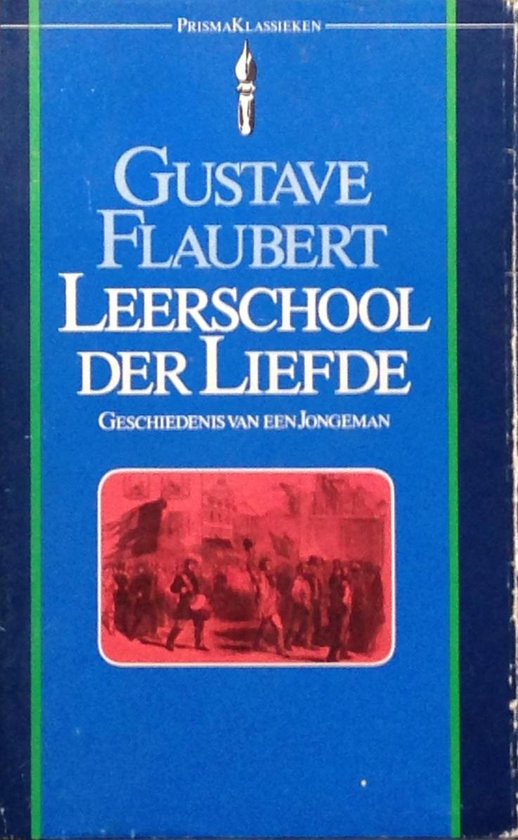 PrismaKlassieken
Gustave
Flaubert
Leerschool
der Liefde
Geschiedenis van een Jongeman